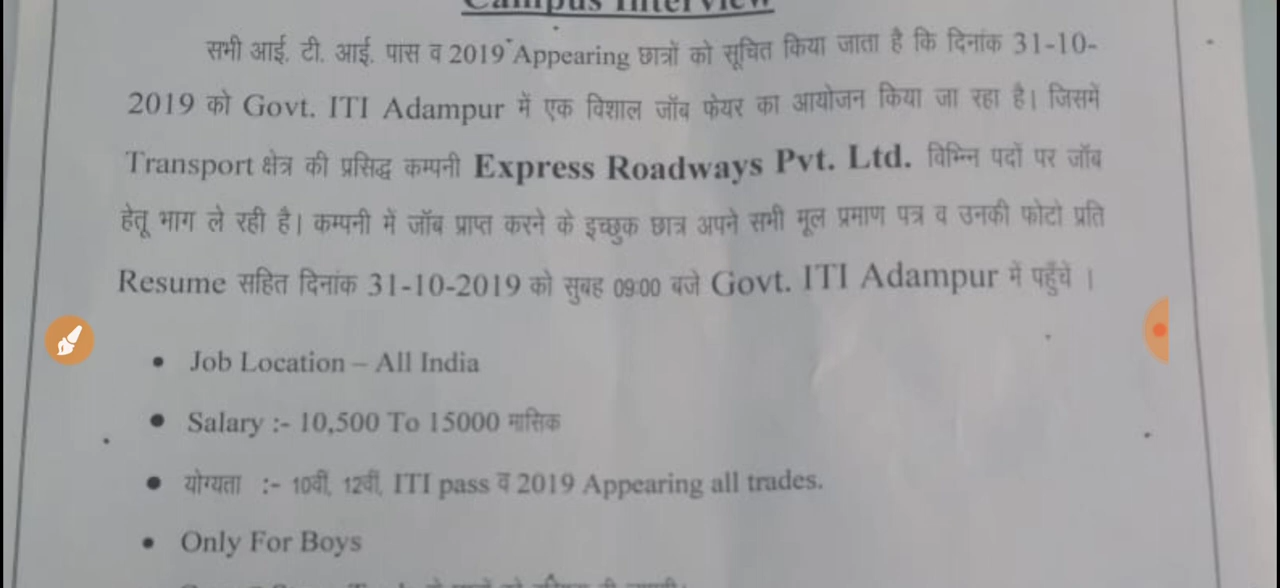 Campus Interview
सभी आई. टी. आई. पास व 2019 Appearing छात्रों को सूचित किया जाता है कि दिनांक 31-10-
2019 को Govt. ITI Adampur में एक विशाल जॉब फेयर का आयोजन किया जा रहा है। जिसमें
Transport क्षेत्र की प्रसिद्ध कम्पनी Express Roadways Pvt. Ltd. विभिन्न पदों पर जॉब
हेतू भाग ले रही है। कम्पनी में जॉब प्राप्त करने के इच्छुक छात्र अपने सभी मूल प्रमाण पत्र व उनकी फोटो प्रति
Resume सहित दिनांक 31-10-2019 को सुबह 09:00 बजे Govt. ITI Adampur में पहुँचे ।
• Job Location – All India
• Salary :- 10,500 To 15000 मासिक
• योग्यता :- 10वीं, 12वीं, ITI pass व 2019 Appearing all trades.
• Only For Boys